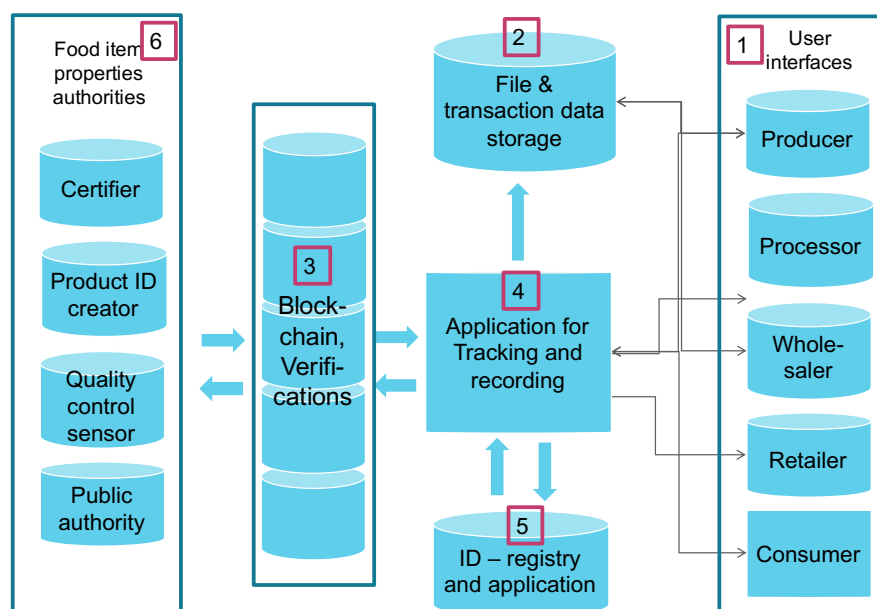 6
Food item
properties
authorities
Certifier
Product ID
creator
Quality
control
sensor
Public
authority
3
Block-
chain,
Verifi-
cations
2
File &
transaction data
storage
4
Application for
Tracking and
recording
5
ID – registry
and application
1
User
interfaces
Producer
Processor
Whole-
saler
Retailer
Consumer